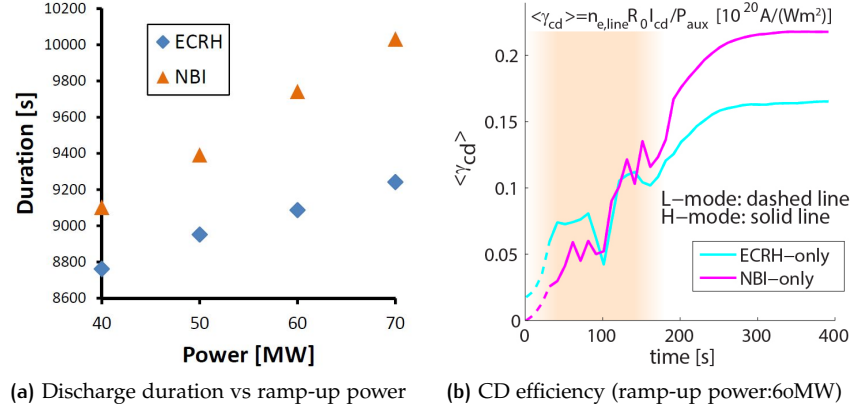 10200
10000
9800
9600
9400
9200
9000
8800
8600
40
50
60
70
Duration [s]
Power [MW]
ECRH
NBI
(a) Discharge duration vs ramp-up power
<γcd>=ne,lineR0Icd/Paux [10^20A/(Wm²)]
0.2
0.15
0.1
0.05
0
0
100
200
300
400
<γcd>
time [s]
L-mode: dashed line
H-mode: solid line
ECRH-only
NBI-only
(b) CD efficiency (ramp-up power:60MW)